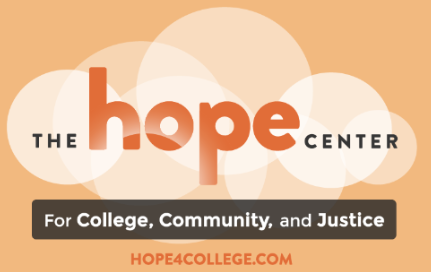 THE hope CENTER
For College, Community, and Justice
HOPE4COLLEGE.COM